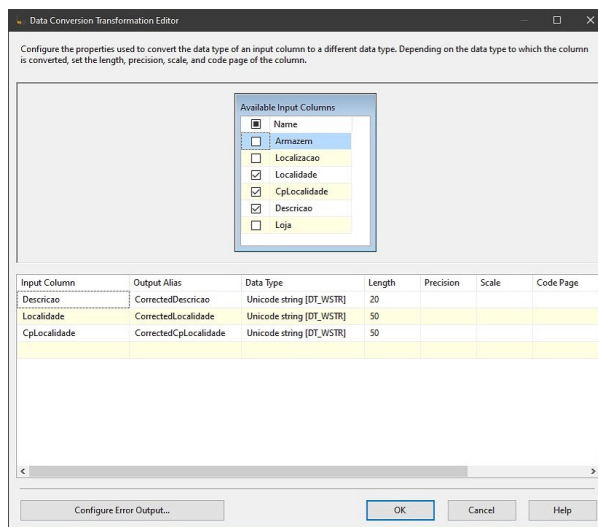 Data Conversion Transformation Editor
Configure the properties used to convert the data type of an input column to a different data type. Depending on the data type to which the column
is converted, set the length, precision, scale, and code page of the column.
Available Input Columns
Name
Armazem
Localizacao
Localidade
CpLocalidade
Descricao
Loja
Input Column Output Alias Data Type Length Precision Scale Code Page
Descricao CorrectedDescricao Unicode string [DT_WSTR] 20
Localidade CorrectedLocalidade Unicode string [DT_WSTR] 50
CpLocalidade CorrectedCpLocalidade Unicode string [DT_WSTR] 50
Configure Error Output... OK Cancel Help